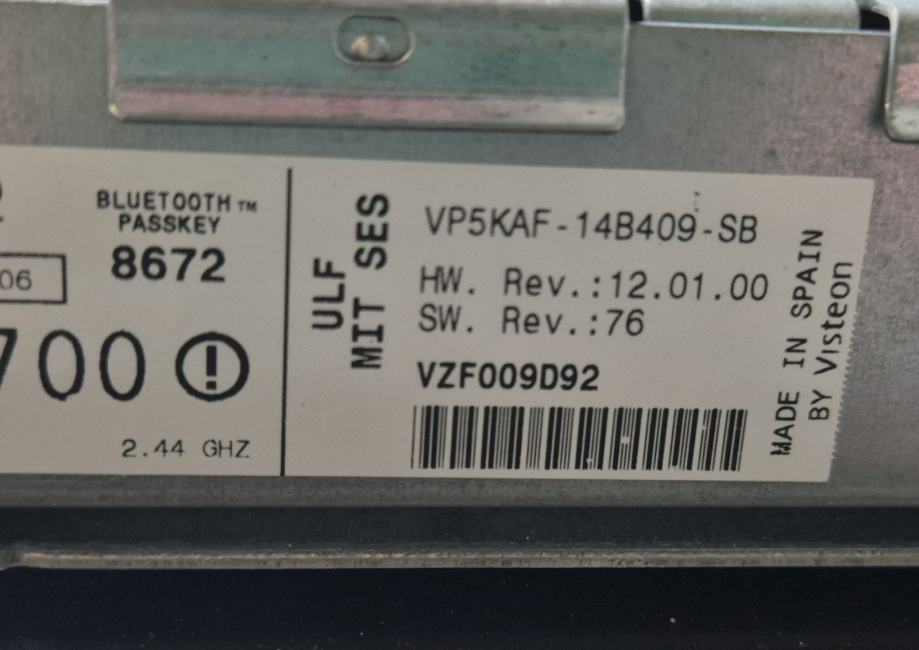 BLUETOOTH™
PASSKEY
8672
06
700
2.44 GHZ
ULF
MIT SES
VP5KAF-14B409-SB
HW. Rev.:12.01.00
SW. Rev.:76
VZF009D92
MADE IN SPAIN
BY Visteon